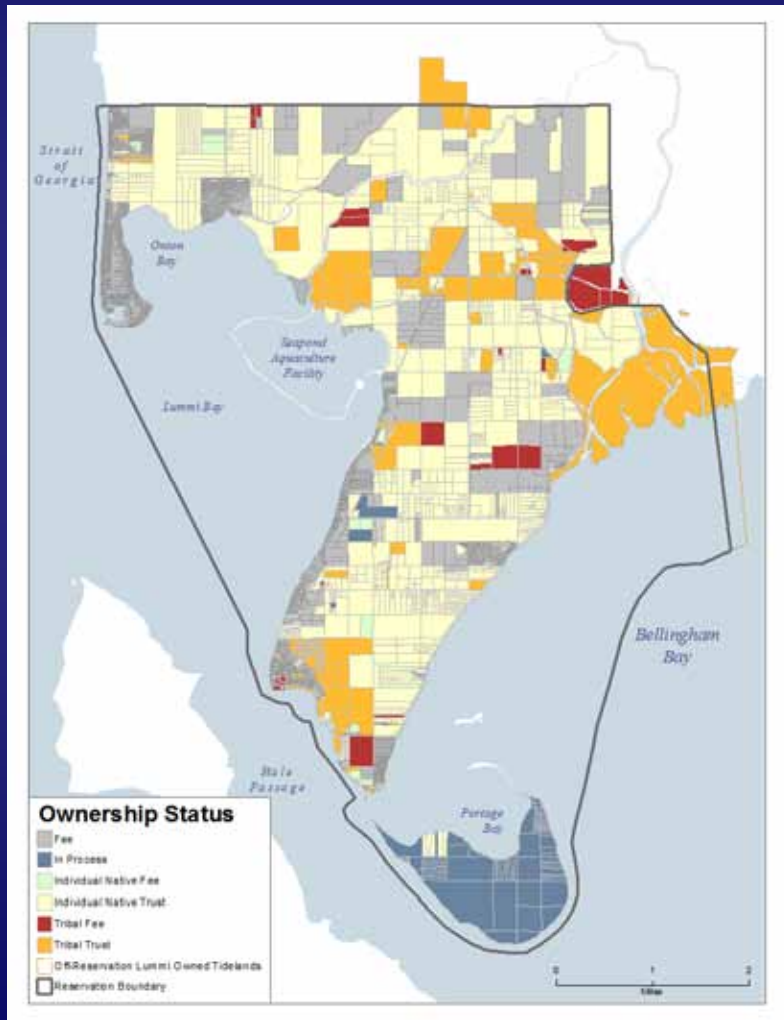 Strait
of
Georgia
Onion
Bay
Seapond
Aquaculture
Facility
Lummi Bay
Bellingham
Bay
Hale
Passage
Portage
Bay
Ownership Status
Fee
In Process
Individual Native Fee
Individual Native Trust
Tribal Fee
Tribal Trust
Off-Reservation Lummi Owned Tidelands
Reservation Boundary
0 1 2
Miles